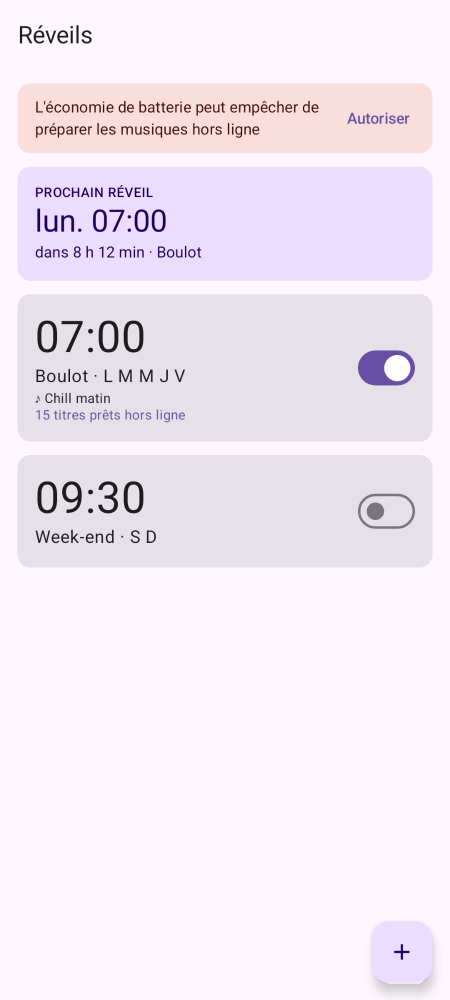 Réveils
L'économie de batterie peut empêcher de
préparer les musiques hors ligne
Autoriser
PROCHAIN RÉVEIL
lun. 07:00
dans 8 h 12 min · Boulot
07:00
Boulot · L M M J V
♪ Chill matin
15 titres prêts hors ligne
09:30
Week-end · S D
+